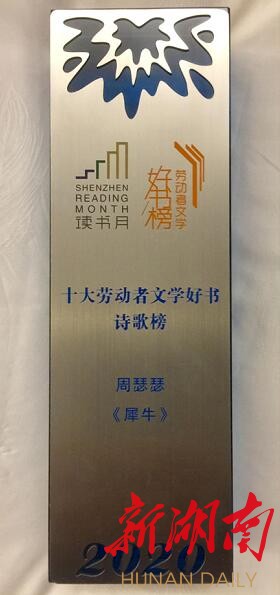 SHENZHEN
READING
MONTH
读书月
好书榜
劳动者文学
十大劳动者文学好书
诗歌榜
周瑟瑟
《犀牛》
2020
新湖南
HUNAN DAILY